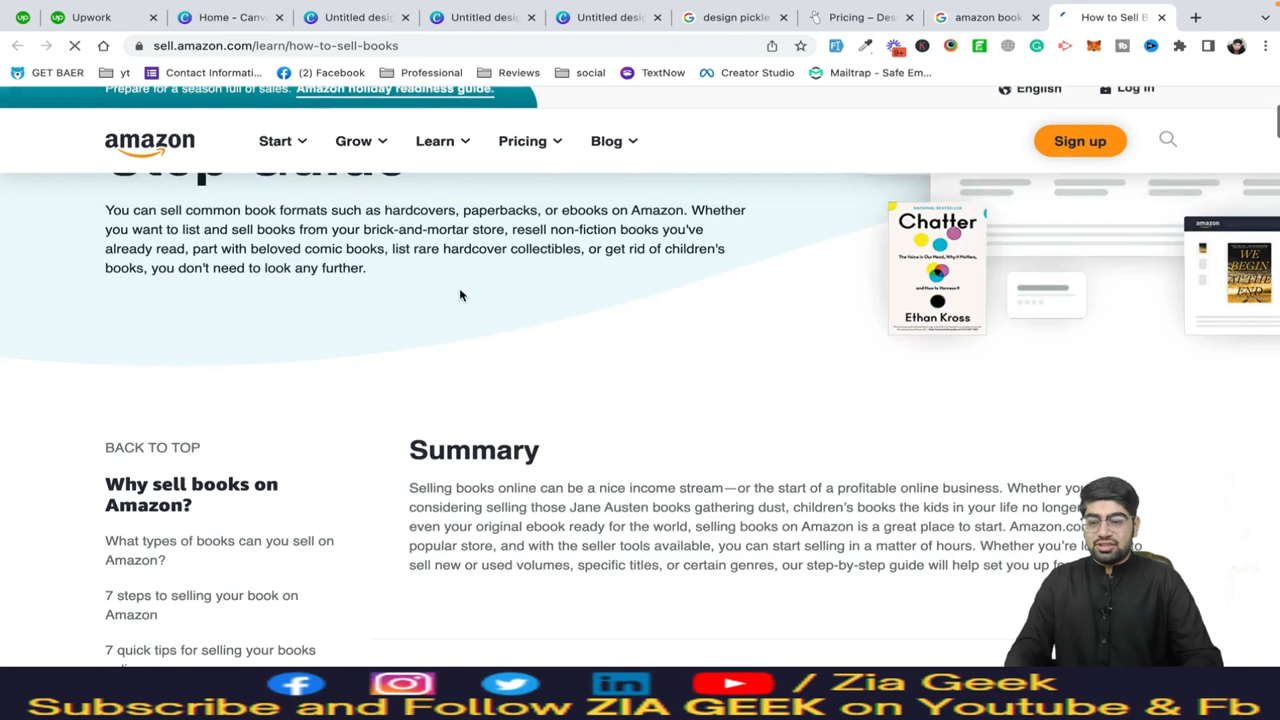 Upwork
Home - Canv
Untitled desig
Untitled desig
Untitled desig
design pickle
Pricing – Des
amazon book
How to Sell B
sell.amazon.com/learn/how-to-sell-books
9+
GET BAER
yt
Contact Informati...
(2) Facebook
Professional
Reviews
social
TextNow
Creator Studio
Mailtrap - Safe Em...
Prepare for a season full of sales. Amazon holiday readiness guide.
English
Log in
amazon
Start
Grow
Learn
Pricing
Blog
Sign up
Step Guide
You can sell common book formats such as hardcovers, paperbacks, or ebooks on Amazon. Whether
you want to list and sell books from your brick-and-mortar store, resell non-fiction books you've
already read, part with beloved comic books, list rare hardcover collectibles, or get rid of children's
books, you don't need to look any further.
NATIONAL BESTSELLER
Chatter
The Voice in Our Head, Why It Matters,
and How to Harness It
Ethan Kross
amazon
WE
BEGIN
AT THE
END
BACK TO TOP
Why sell books on
Amazon?
What types of books can you sell on
Amazon?
7 steps to selling your book on
Amazon
7 quick tips for selling your books
Summary
Selling books online can be a nice income stream—or the start of a profitable online business. Whether you
considering selling those Jane Austen books gathering dust, children's books the kids in your life no longer
even your original ebook ready for the world, selling books on Amazon is a great place to start. Amazon.co
popular store, and with the seller tools available, you can start selling in a matter of hours. Whether you're lo to
sell new or used volumes, specific titles, or certain genres, our step-by-step guide will help set you up f
/ Zia Geek
Subscribe and Follow ZIA GEEK on Youtube & Fb